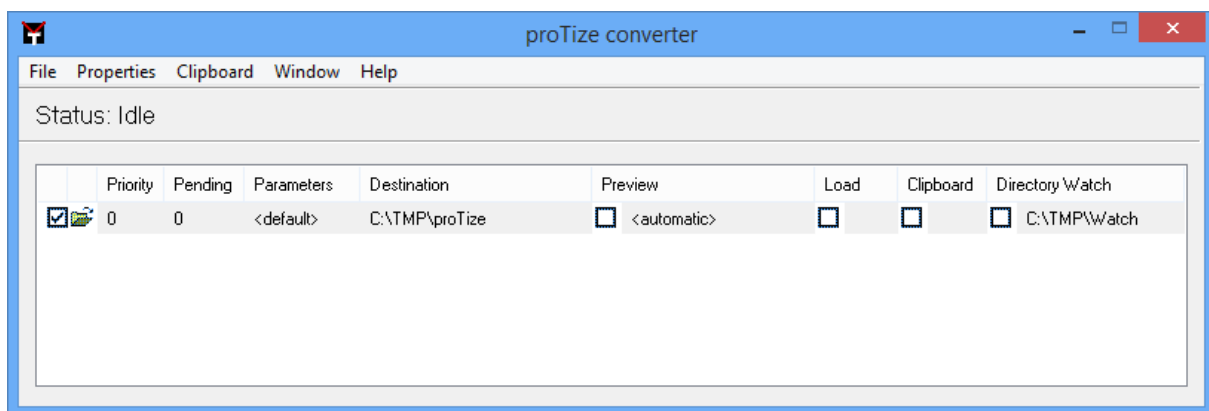 proTize converter
File Properties Clipboard Window Help
Status: Idle
Priority Pending Parameters Destination Preview Load Clipboard Directory Watch
0 0 <default> C:\TMP\proTize <automatic> C:\TMP\Watch